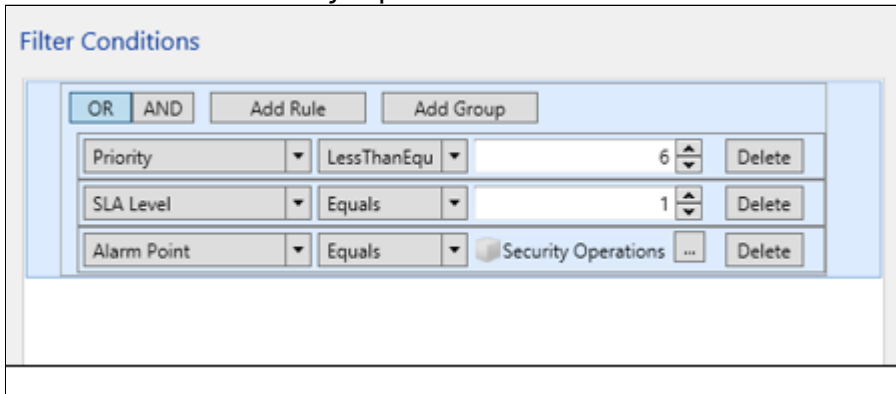 Filter Conditions
OR AND Add Rule Add Group
Priority LessThanEqu 6 Delete
SLA Level Equals 1 Delete
Alarm Point Equals Security Operations ... Delete